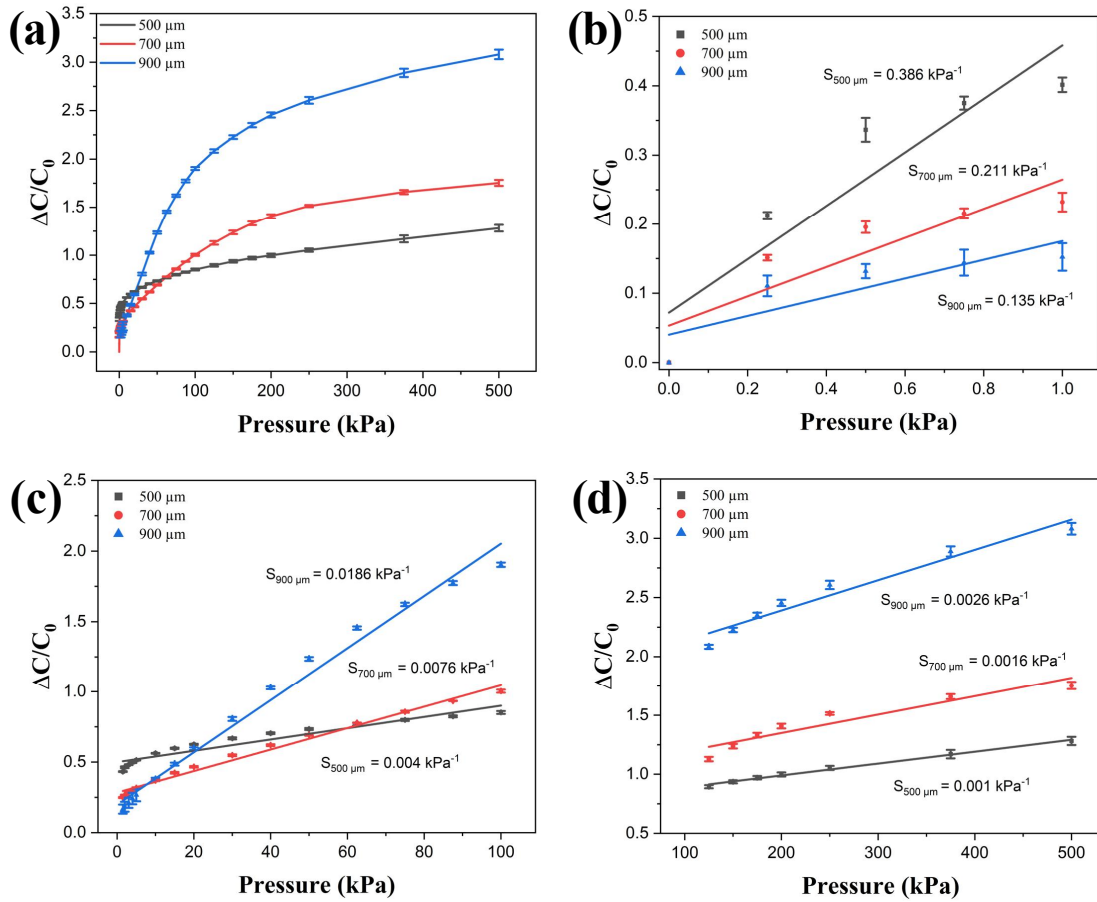 (a)
500 µm
700 µm
900 µm
3.5
3.0
2.5
2.0
1.5
1.0
0.5
0.0
ΔC/C₀
0 100 200 300 400 500
Pressure (kPa)
(b)
500 µm
700 µm
900 µm
S500 µm = 0.386 kPa⁻¹
S700 µm = 0.211 kPa⁻¹
S900 µm = 0.135 kPa⁻¹
0.5
0.4
0.3
0.2
0.1
0.0
ΔC/C₀
0.0 0.2 0.4 0.6 0.8 1.0
Pressure (kPa)
(c)
500 µm
700 µm
900 µm
S900 µm = 0.0186 kPa⁻¹
S700 µm = 0.0076 kPa⁻¹
S500 µm = 0.004 kPa⁻¹
2.5
2.0
1.5
1.0
0.5
0.0
ΔC/C₀
0 20 40 60 80 100
Pressure (kPa)
(d)
500 µm
700 µm
900 µm
S900 µm = 0.0026 kPa⁻¹
S700 µm = 0.0016 kPa⁻¹
S500 µm = 0.001 kPa⁻¹
3.5
3.0
2.5
2.0
1.5
1.0
0.5
ΔC/C₀
100 200 300 400 500
Pressure (kPa)